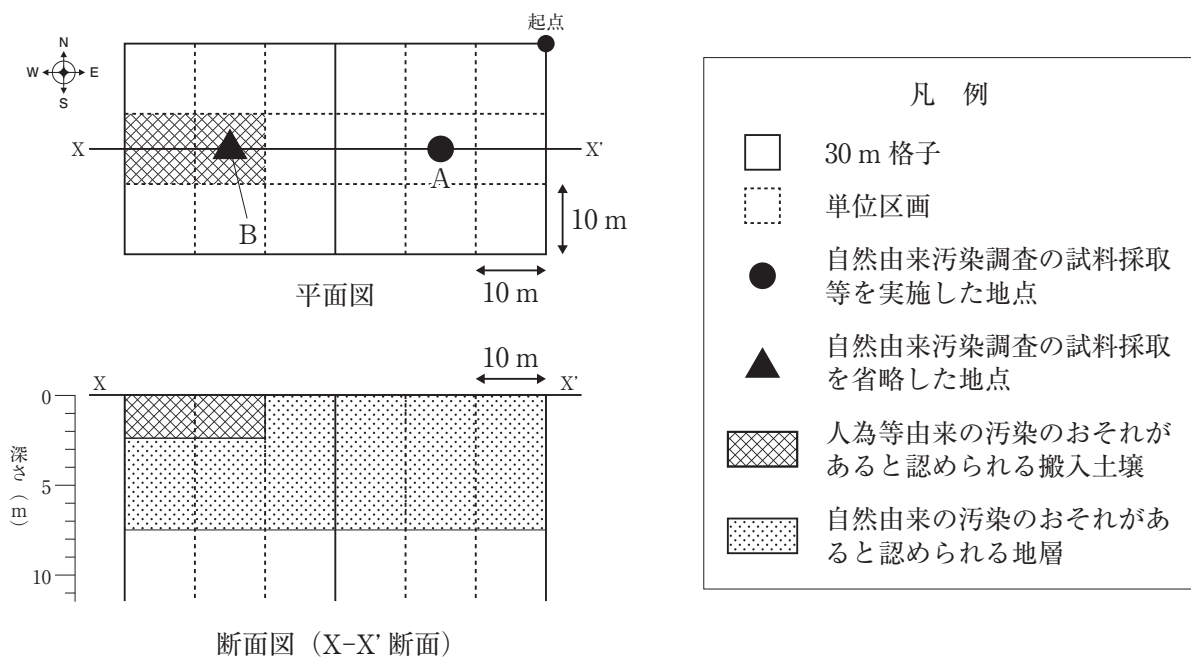 起点
N
W E
S
X X'
A
B
10 m
10 m
平面図
10 m
X X'
0
5
10
深さ(m)
断面図(X−X' 断面)
凡 例
30 m 格子
単位区画
自然由来汚染調査の試料採取
等を実施した地点
自然由来汚染調査の試料採取
を省略した地点
人為等由来の汚染のおそれが
あると認められる搬入土壌
自然由来の汚染のおそれがあ
ると認められる地層